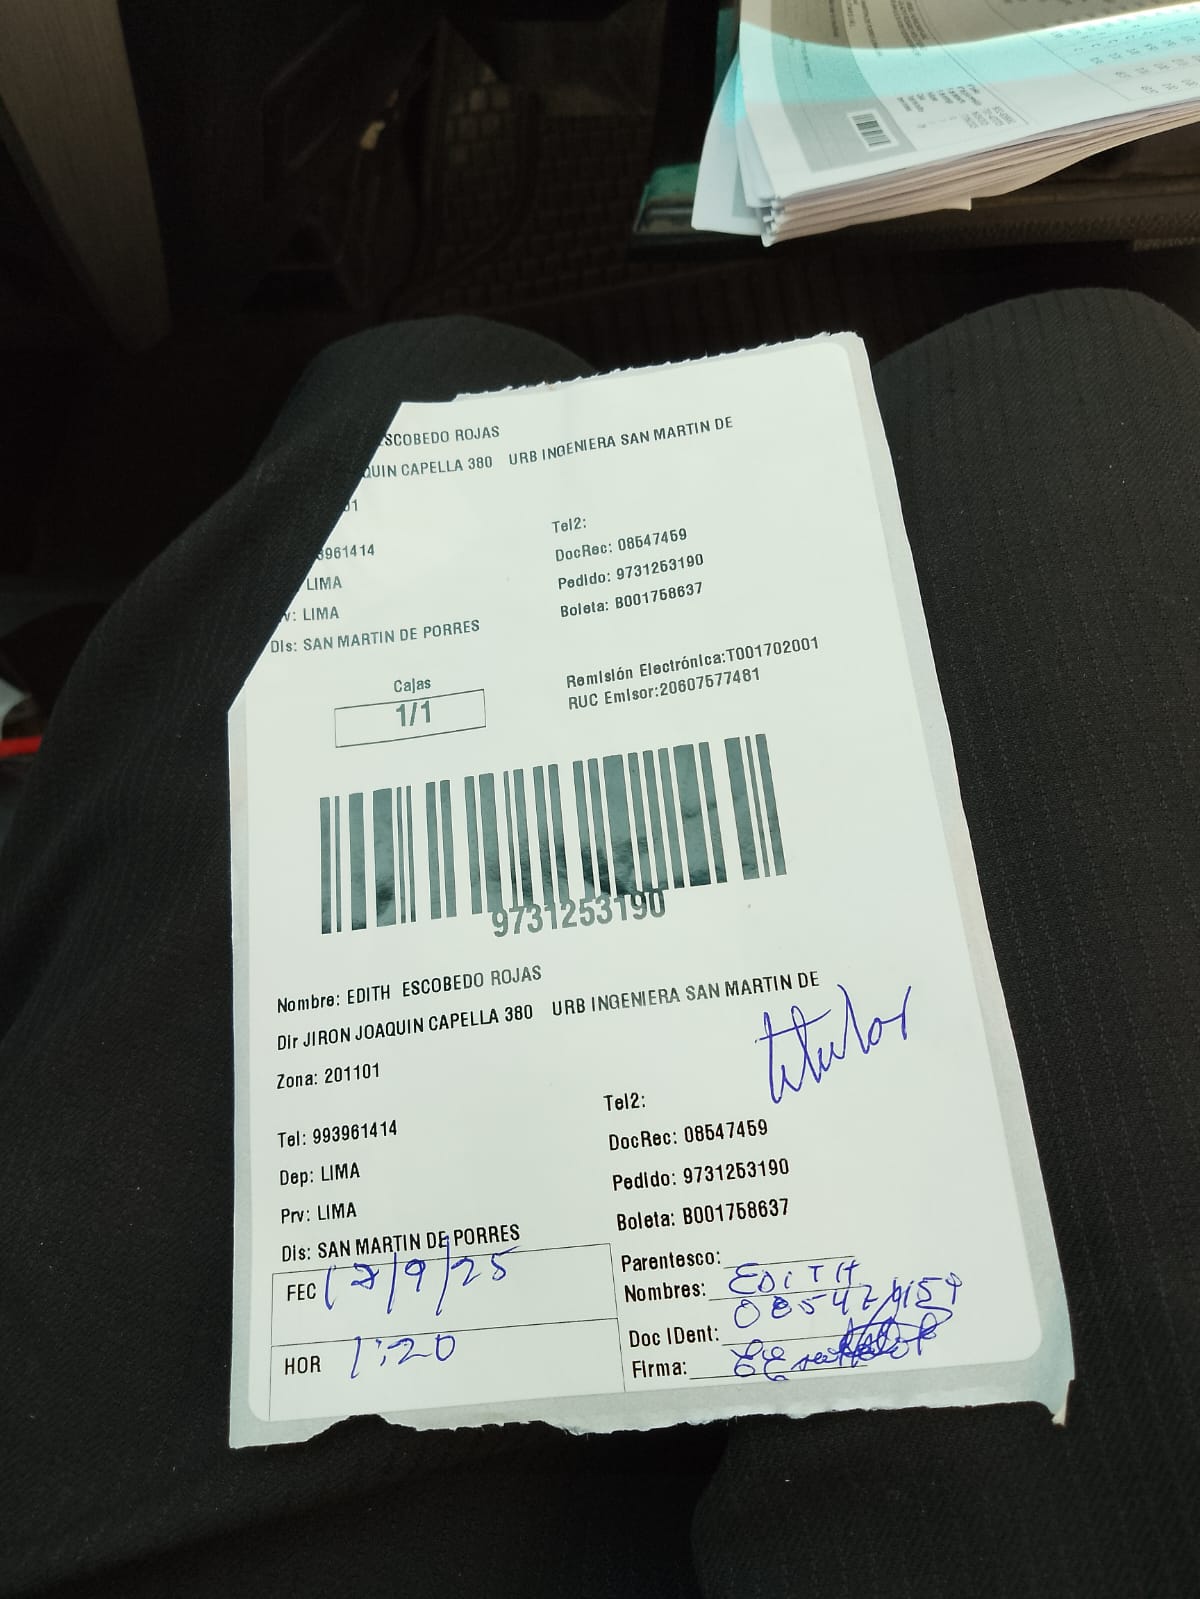 ESCOBEDO ROJAS
QUIN CAPELLA 380 URB INGENIERA SAN MARTIN DE
01
Tel2:
3961414
DocRec: 08547459
LIMA
Pedido: 9731253190
v: LIMA
Boleta: B001758637
Dis: SAN MARTIN DE PORRES
Remisión Electrónica:T001702001
RUC Emisor:20607577481
Cajas
1/1
9731253190
Nombre: EDITH ESCOBEDO ROJAS
Dir JIRON JOAQUIN CAPELLA 380 URB INGENIERA SAN MARTIN DE
titular
Zona: 201101
Tel2:
Tel: 993961414
DocRec: 08547459
Dep: LIMA
Pedido: 9731253190
Prv: LIMA
Boleta: B001758637
Dis: SAN MARTIN DE PORRES
Parentesco:
FEC
Nombres: EDITH
Doc IDent:
HOR 1:20
Firma: